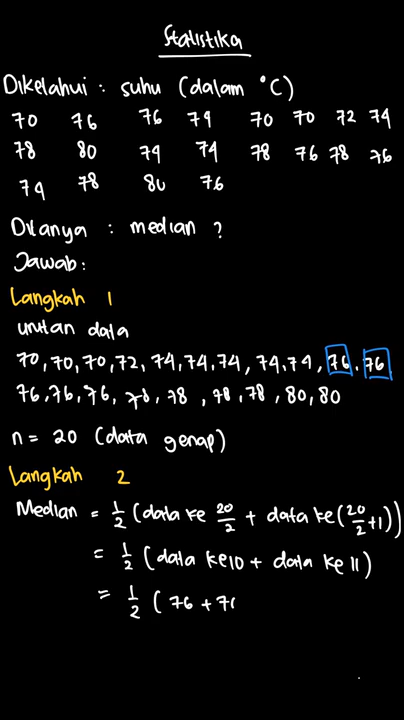 Statistika
Diketahui : suhu (dalam °C)
70 76 76 74 70 70 72 74
78 80 74 74 78 76 78 76
74 78 80 76
Ditanya : median ?
Jawab :
Langkah 1
urutan data
70, 70, 70, 72, 74, 74, 74, 74, 74, 76, 76
76, 76, 76, 78, 78, 78, 78, 80, 80
n = 20 (data genap)
Langkah 2
Median = 1/2 (data ke 20/2 + data ke (20/2 + 1))
= 1/2 (data ke 10 + data ke 11)
= 1/2 ( 76 + 7